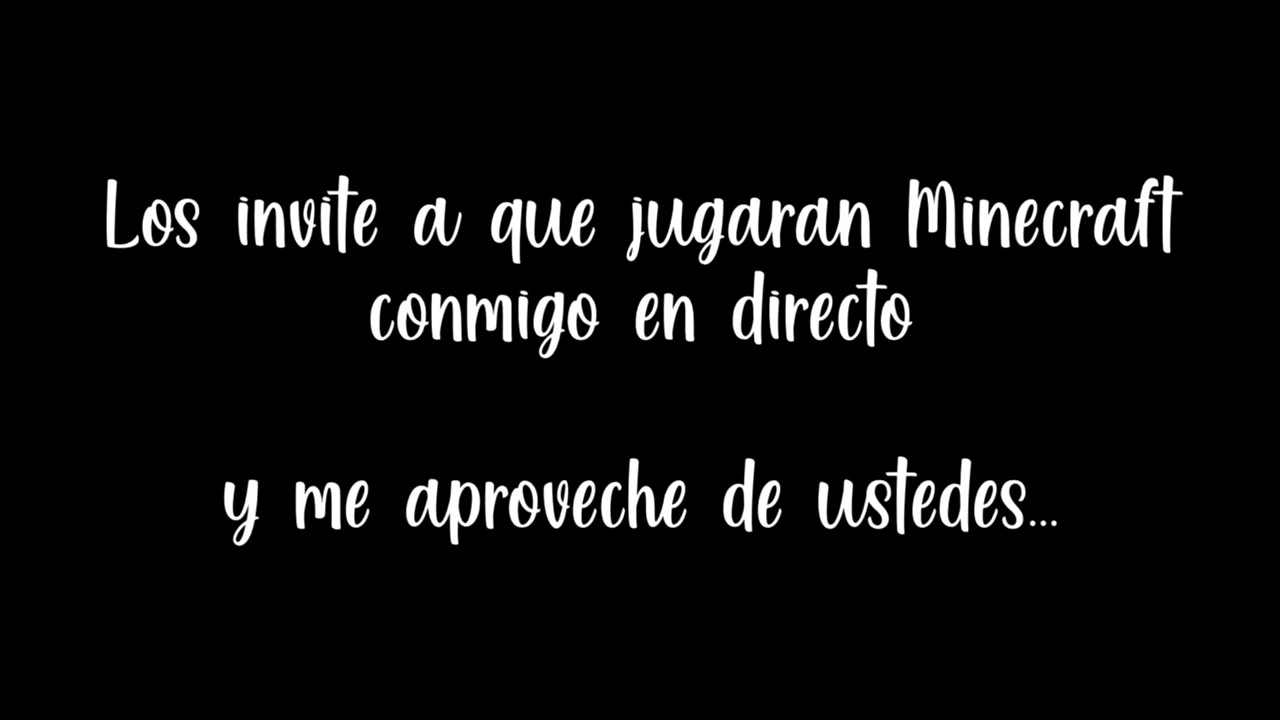 Los invite a que jugaran Minecraft
conmigo en directo
y me aproveche de ustedes...